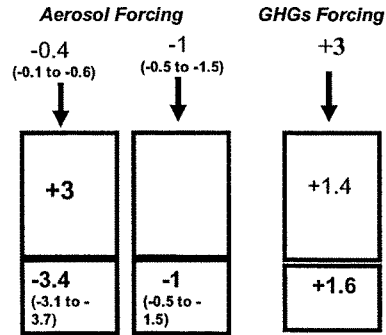 Aerosol Forcing GHGs Forcing
-0.4 -1 +3
(-0.1 to -0.6) (-0.5 to -1.5)
+3 +1.4
-3.4 -1 +1.6
(-3.1 to - (-0.5 to -
3.7) 1.5)